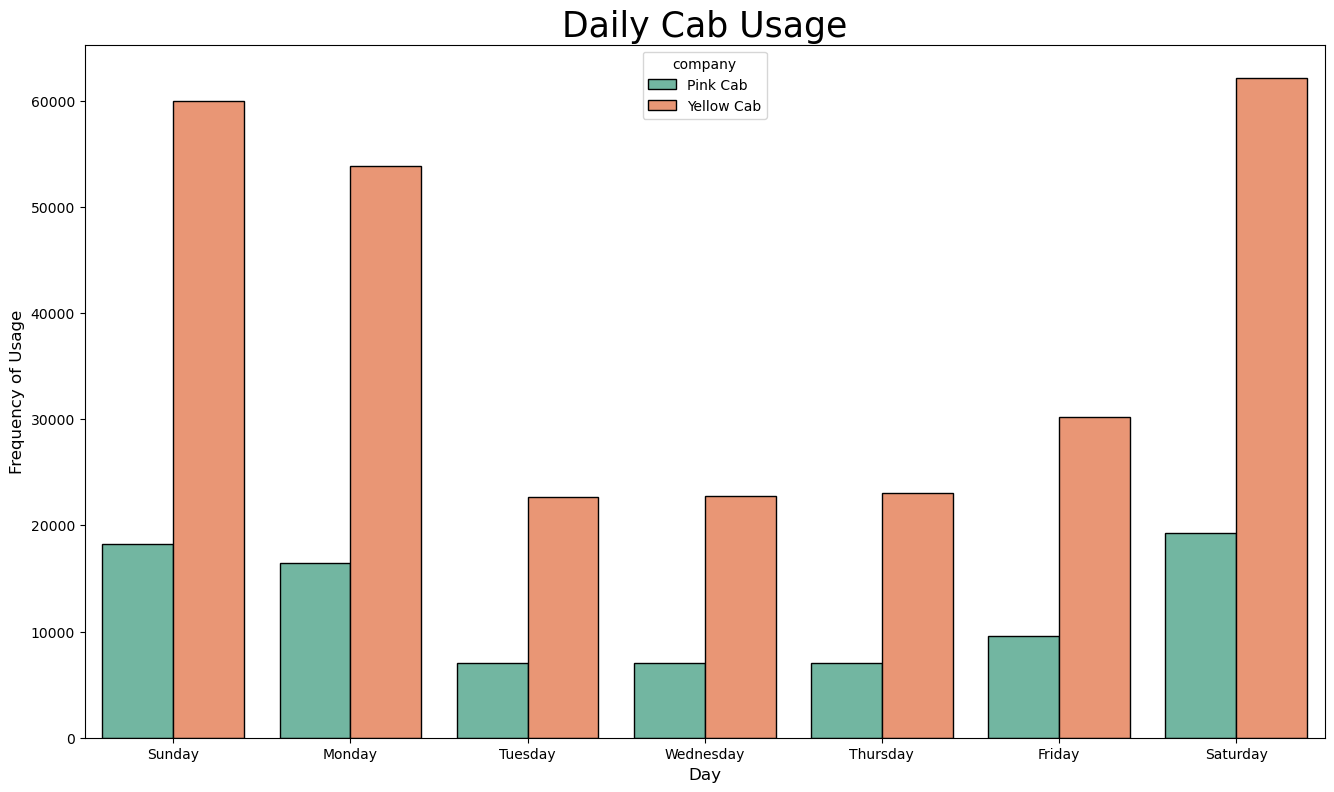 Daily Cab Usage
company
Pink Cab
Yellow Cab
Frequency of Usage
60000
50000
40000
30000
20000
10000
0
Sunday Monday Tuesday Wednesday Thursday Friday Saturday
Day